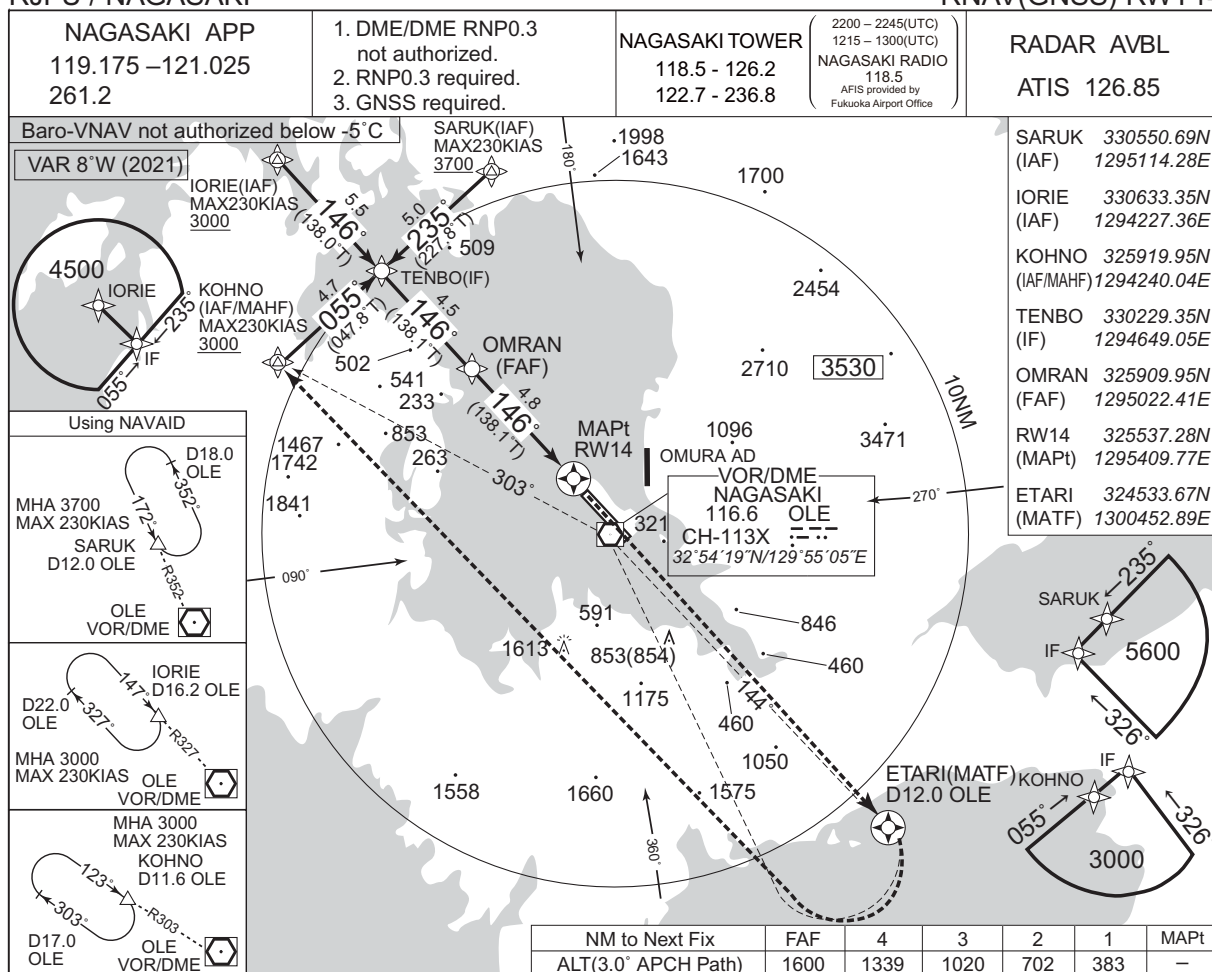 NAGASAKI APP
119.175 –121.025
261.2
1. DME/DME RNP0.3
not authorized.
2. RNP0.3 required.
3. GNSS required.
NAGASAKI TOWER
118.5 - 126.2
122.7 - 236.8
2200 – 2245(UTC)
1215 – 1300(UTC)
NAGASAKI RADIO
118.5
AFIS provided by
Fukuoka Airport Office
RADAR AVBL
ATIS 126.85
Baro-VNAV not authorized below -5˚C
VAR 8˚W (2021)
IORIE(IAF)
MAX230KIAS
3000
SARUK(IAF)
MAX230KIAS
3700
180˚
1998
1643
1700
5.5
146˚
(138.0˚T)
5.0
235˚
(227.8˚T)
509
TENBO(IF)
2454
4500
IORIE
IF
235˚
055˚
KOHNO
(IAF/MAHF)
MAX230KIAS
3000
4.7
055˚
(047.8˚T)
4.5
146˚
(138.1˚T)
OMRAN
(FAF)
502
541
233
853
263
1467
1742
1841
4.8
146˚
(138.1˚T)
303˚
MAPt
RW14
OMURA AD
1096
2710
3530
3471
10NM
270˚
VOR/DME
NAGASAKI
116.6 OLE
CH-113X
32˚54´19˝N/129˚55´05˝E
321
SARUK 330550.69N
(IAF) 1295114.28E
IORIE 330633.35N
(IAF) 1294227.36E
KOHNO 325919.95N
(IAF/MAHF) 1294240.04E
TENBO 330229.35N
(IF) 1294649.05E
OMRAN 325909.95N
(FAF) 1295022.41E
RW14 325537.28N
(MAPt) 1295409.77E
ETARI 324533.67N
(MATF) 1300452.89E
Using NAVAID
D18.0
OLE
352˚
172˚
MHA 3700
MAX 230KIAS
SARUK
D12.0 OLE
R352
OLE
VOR/DME
090˚
591
1613
853(854)
1175
846
460
460
144˚
1050
1575
1558
1660
360˚
ETARI(MATF)
D12.0 OLE
IORIE
D16.2 OLE
147˚
327˚
D22.0
OLE
R327
MHA 3000
MAX 230KIAS
OLE
VOR/DME
MHA 3000
MAX 230KIAS
KOHNO
D11.6 OLE
123˚
303˚
R303
D17.0
OLE
OLE
VOR/DME
SARUK
IF
235˚
5600
326˚
KOHNO
IF
055˚
326
3000
NM to Next Fix FAF 4 3 2 1 MAPt
ALT(3.0˚ APCH Path) 1600 1339 1020 702 383 –